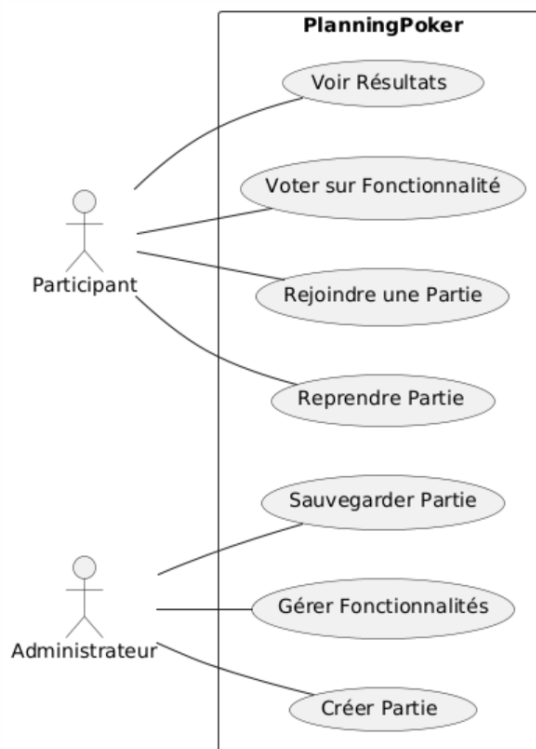 PlanningPoker
Voir Résultats
Voter sur Fonctionnalité
Participant
Rejoindre une Partie
Reprendre Partie
Sauvegarder Partie
Gérer Fonctionnalités
Administrateur
Créer Partie